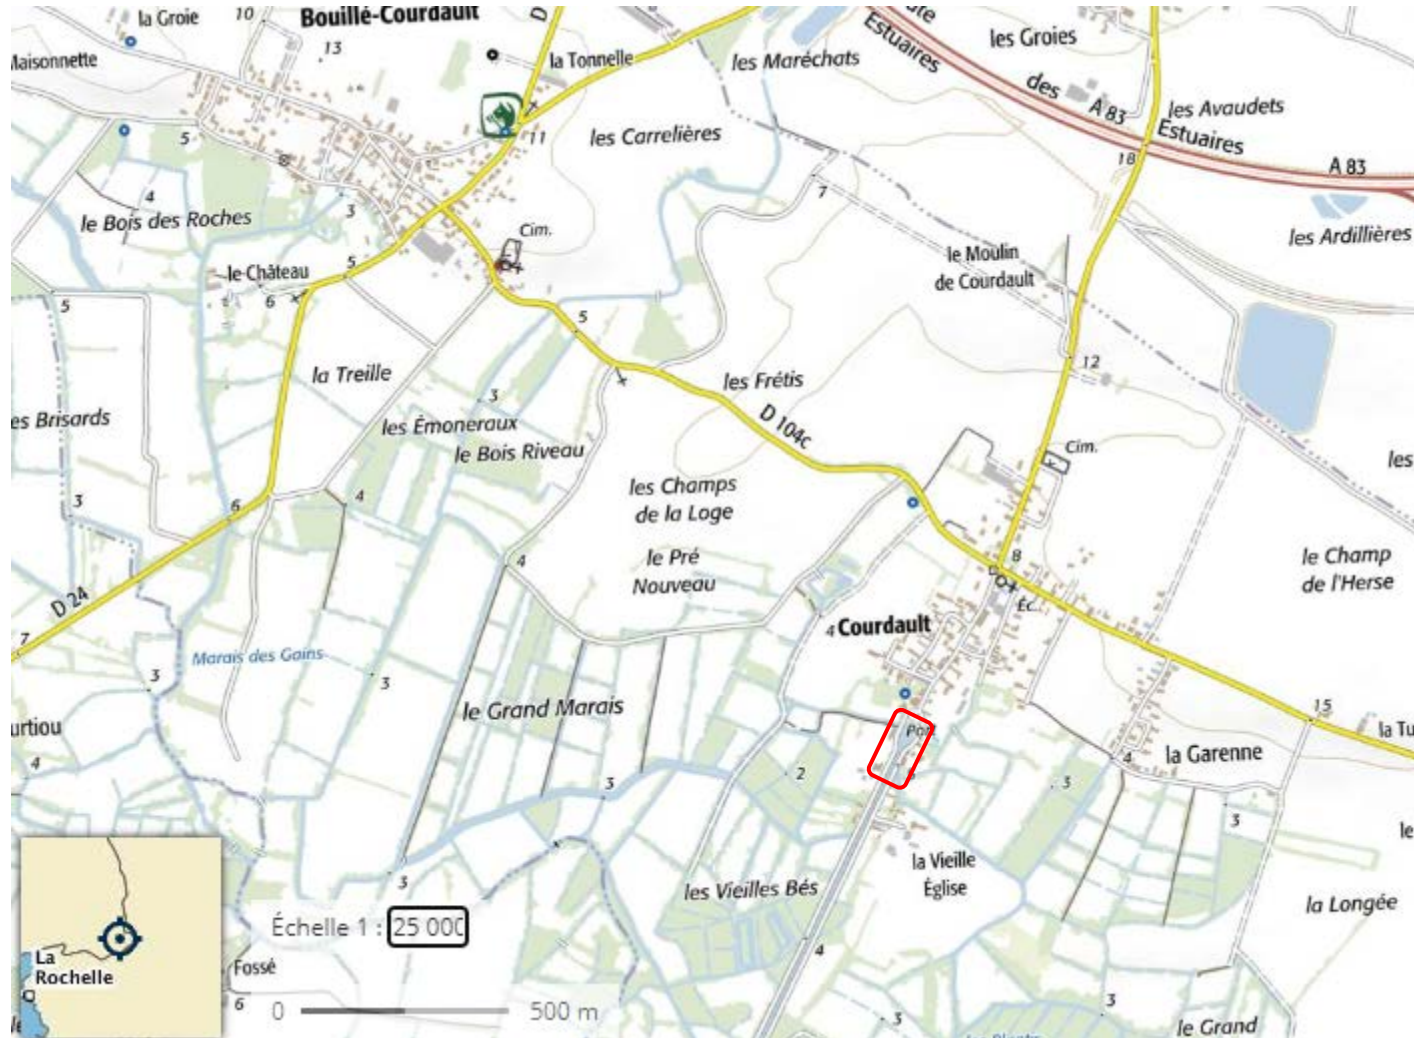 la Groie
10
Bouillé-Courdault
D
13
Maisonnette
la Tonnelle
les Maréchats
Estuaires
les Groies
des
A 83
les Avaudets
Estuaires
A 83
les Carrelières
11
5
18
7
4
3
le Bois des Roches
Cim.
les Ardillières
le Moulin
de Courdault
le Château
5
6
5
5
12
la Treille
les Frétis
3
D 104c
es Brisards
les Émoneraux
le Bois Riveau
Cim.
les
les Champs
de la Loge
3
6
4
4
8
le Pré
Nouveau
le Champ
de l'Herse
D 24
Éc.
7
4
Courdault
Marais des Gains
3
3
le Grand Marais
15
urtiou
Port
la Tu
4
la Garenne
4
2
3
3
6
3
le
la Vieille
Église
3
les Vieilles Bés
la Longée
Échelle 1 : 25 000
La
Rochelle
4
Fossé
6
0
500 m
3
3
le Grand